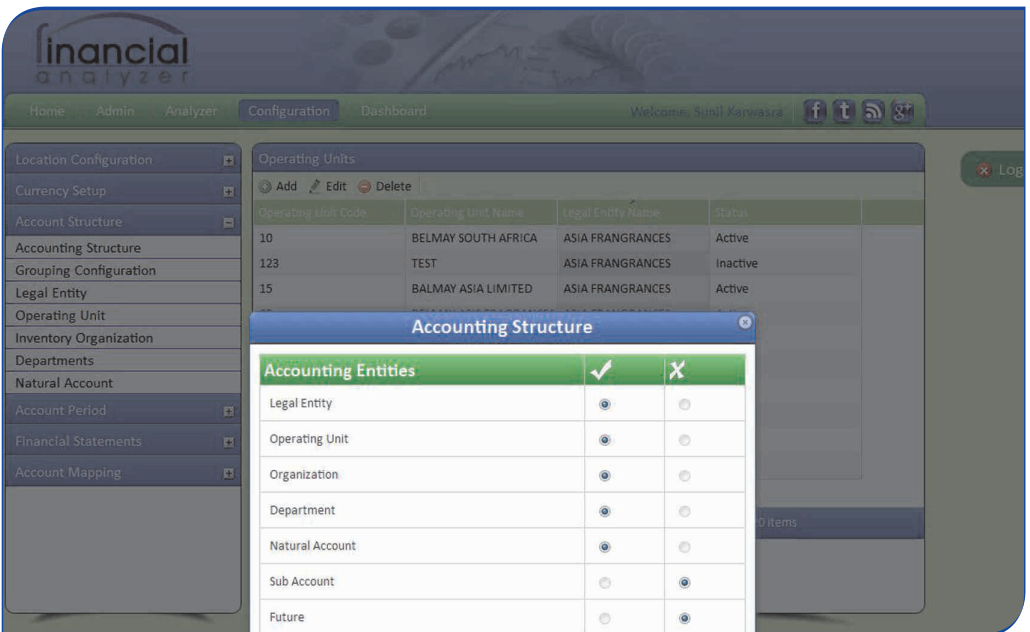 financial
analyzer
Home Admin Analyzer Configuration Dashboard Welcome, Sunil Karwasra f t g+
Location Configuration
Currency Setup
Account Structure
Accounting Structure
Grouping Configuration
Legal Entity
Operating Unit
Inventory Organization
Departments
Natural Account
Account Period
Financial Statements
Account Mapping
Operating Units
Add Edit Delete
Operating Unit Code Operating Unit Name Legal Entity Name Status
10 BELMAY SOUTH AFRICA ASIA FRANGRANCES Active
123 TEST ASIA FRANGRANCES Inactive
15 BALMAY ASIA LIMITED ASIA FRANGRANCES Active
Log
Accounting Structure
Accounting Entities
Legal Entity
Operating Unit
Organization
Department
Natural Account
Sub Account
Future
items